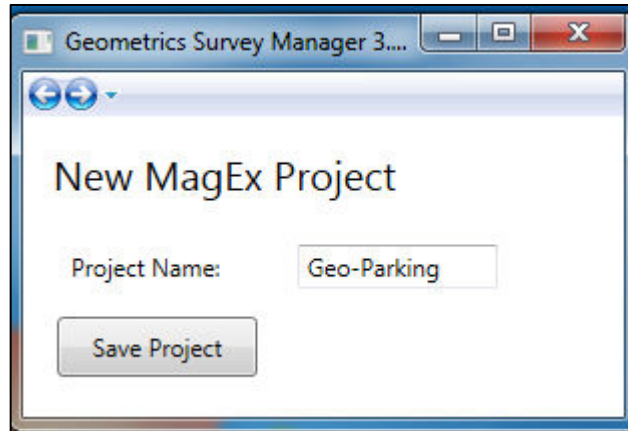 Geometrics Survey Manager 3....
New MagEx Project
Project Name: Geo-Parking
Save Project